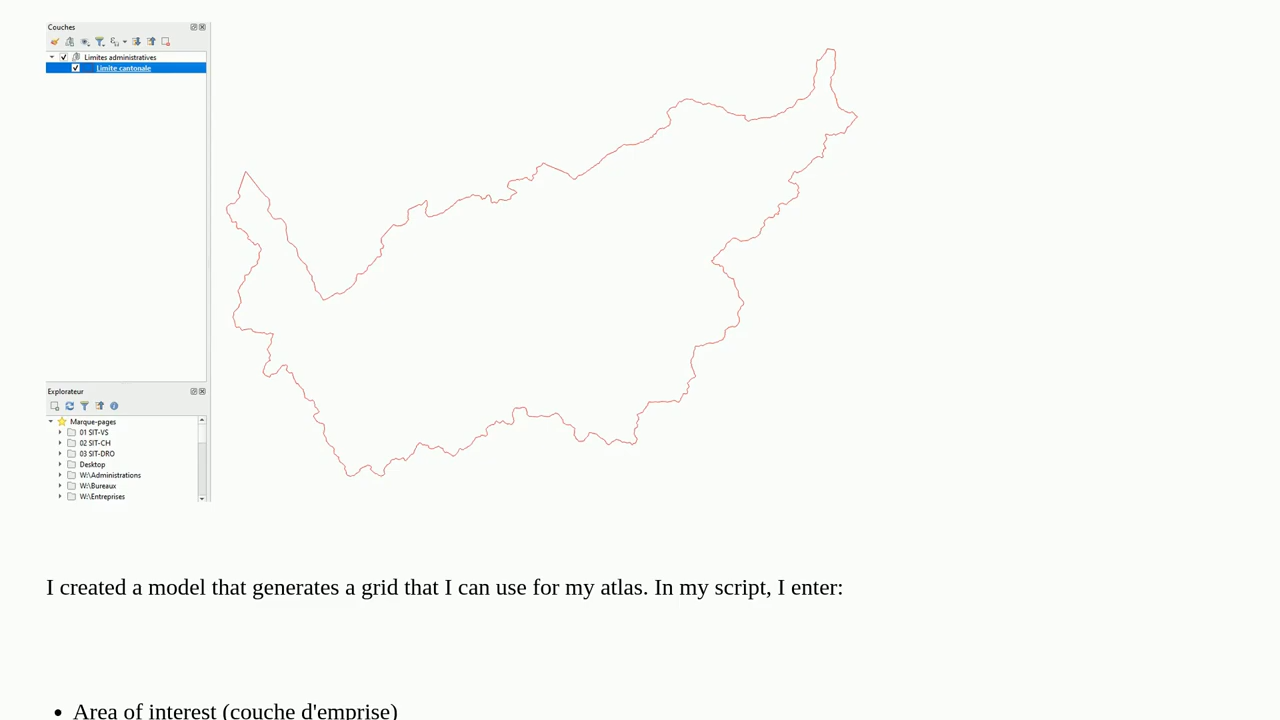 Couches
Limites administratives
Limite cantonale
Explorateur
Marque-pages
01 SIT-VS
02 SIT-CH
03 SIT-DRO
Desktop
W:\Administrations
W:\Bureaux
W:\Entreprises
I created a model that generates a grid that I can use for my atlas. In my script, I enter:
• Area of interest (couche d'emprise)